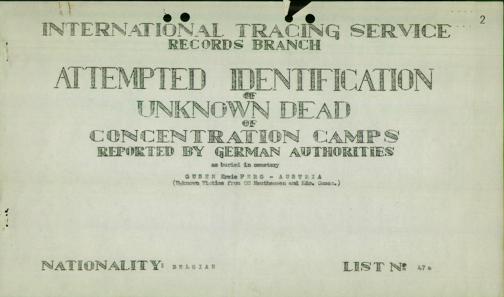 2
INTERNATIONAL TRACING SERVICE
RECORDS BRANCH
ATTEMPTED IDENTIFICATION
OF
UNKNOWN DEAD
OF
CONCENTRATION CAMPS
REPORTED BY GERMAN AUTHORITIES
as buried in cemetery
GUSEN Kreis PERG - AUSTRIA
(Unknown Victims from CC Mauthausen and Kdo. Gusen.)
NATIONALITY: BELGIAN
LIST Nº 47